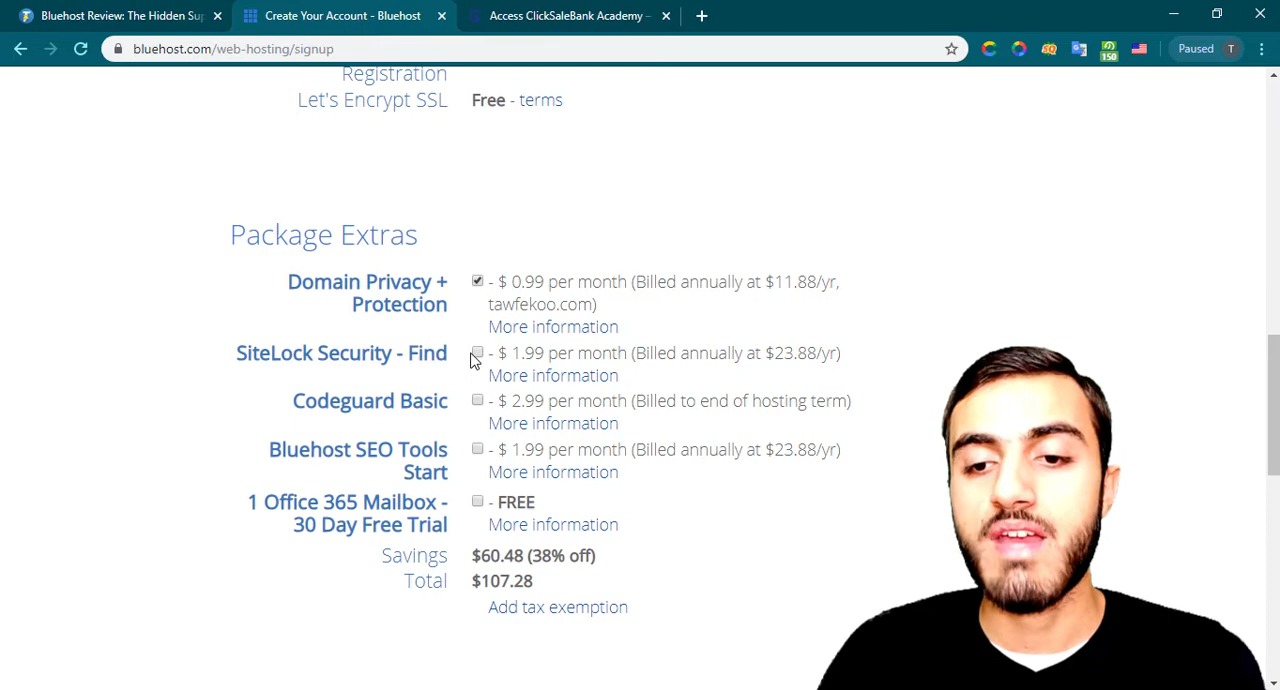 Bluehost Review: The Hidden Sup
Create Your Account - Bluehost
Access ClickSaleBank Academy –
bluehost.com/web-hosting/signup
150
Paused T
Registration
Let's Encrypt SSL Free - terms
Package Extras
Domain Privacy + - $ 0.99 per month (Billed annually at $11.88/yr,
Protection tawfekoo.com)
More information
SiteLock Security - Find - $ 1.99 per month (Billed annually at $23.88/yr)
More information
Codeguard Basic - $ 2.99 per month (Billed to end of hosting term)
More information
Bluehost SEO Tools - $ 1.99 per month (Billed annually at $23.88/yr)
Start More information
1 Office 365 Mailbox - - FREE
30 Day Free Trial More information
Savings $60.48 (38% off)
Total $107.28
Add tax exemption